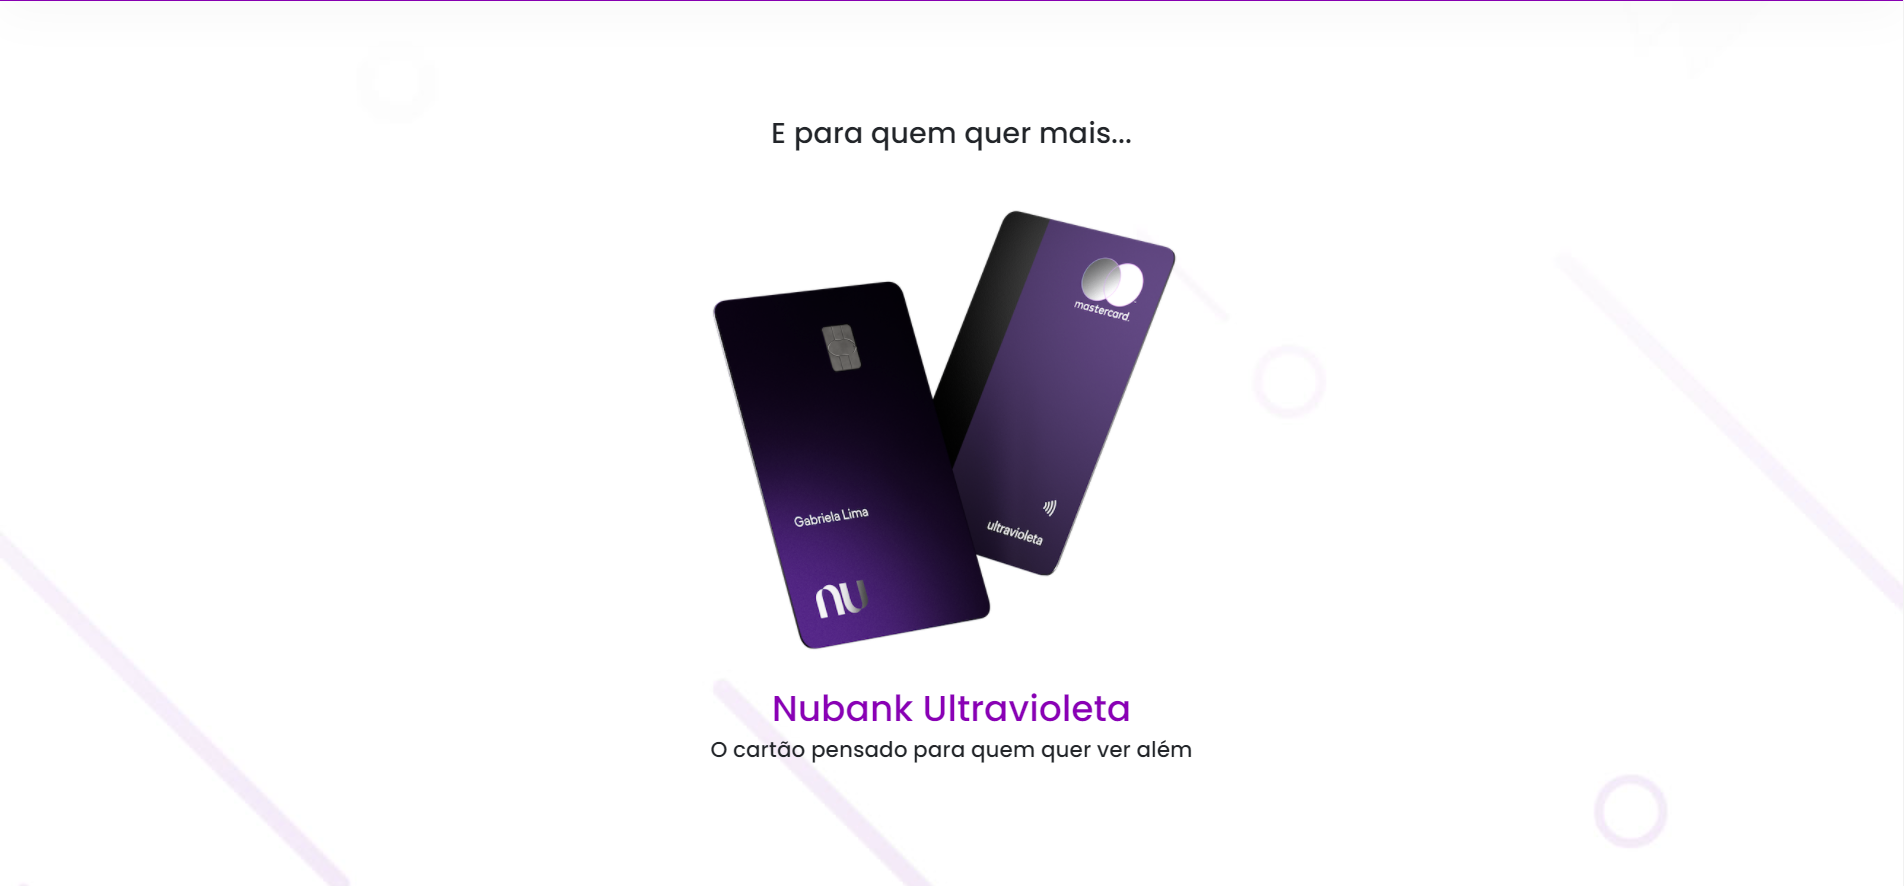 E para quem quer mais...
mastercard.
Gabriela Lima
ultravioleta
nu
Nubank Ultravioleta
O cartão pensado para quem quer ver além